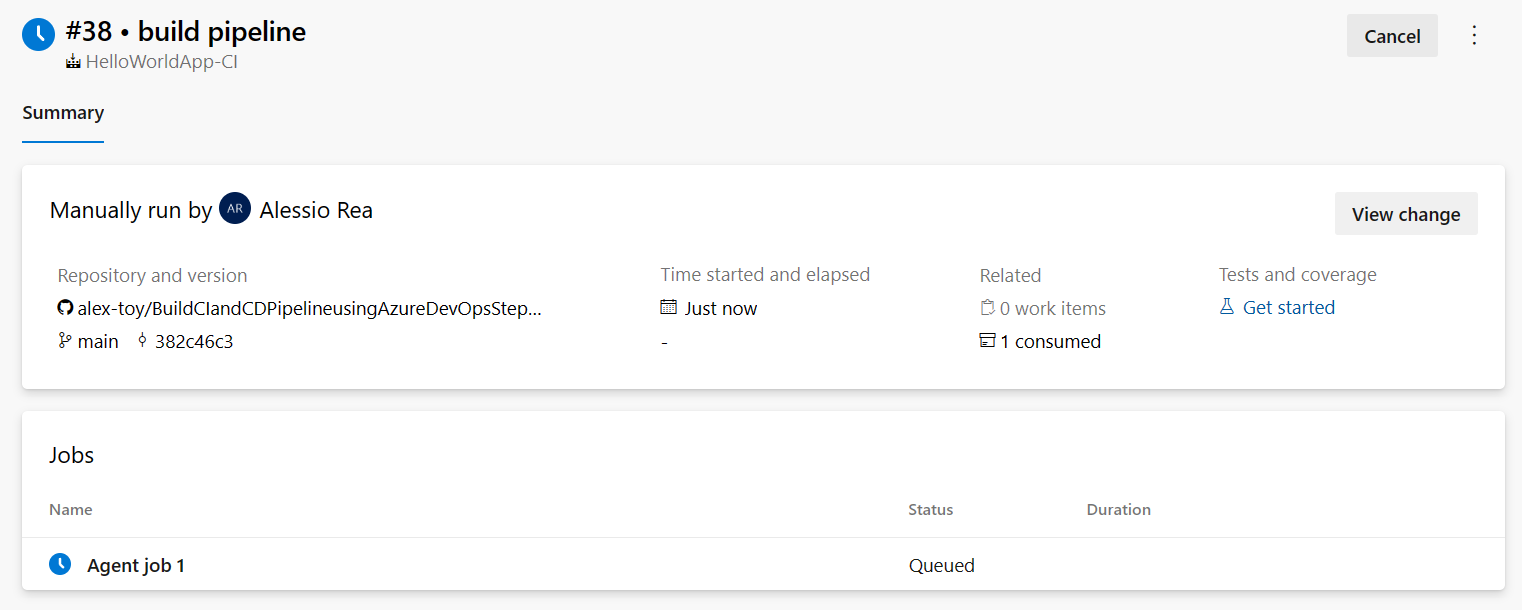 #38 • build pipeline
Cancel
HelloWorldApp-CI
Summary
Manually run by AR Alessio Rea
View change
Repository and version Time started and elapsed Related Tests and coverage
alex-toy/BuildCIandCDPipelineusingAzureDevOpsStep... Just now 0 work items Get started
main 382c46c3 - 1 consumed
Jobs
Name Status Duration
Agent job 1 Queued